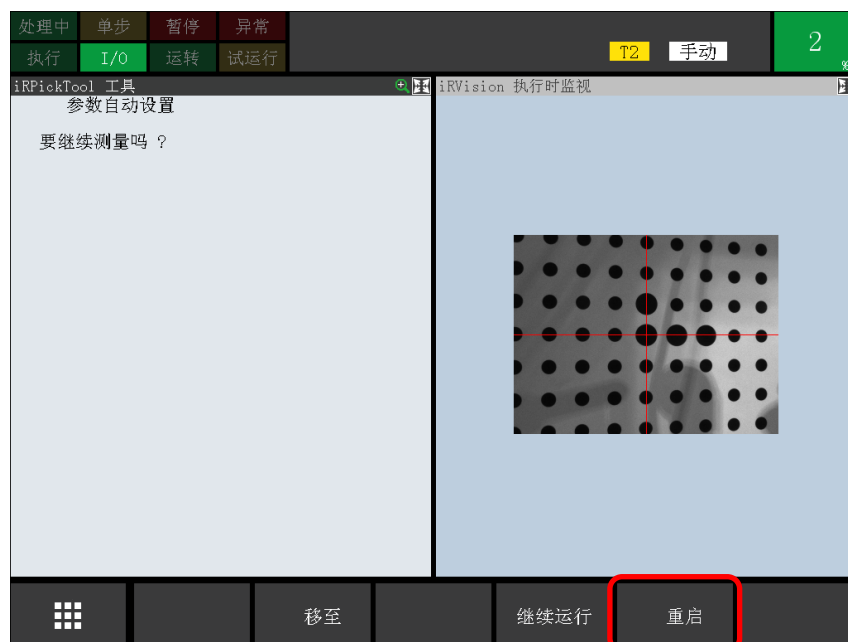 处理中 单步 暂停 异常
执行 I/O 运转 试运行
T2 手动
2
%
iRPickTool 工具
iRVision 执行时监视
参数自动设置
要继续测量吗 ?
移至 继续运行 重启